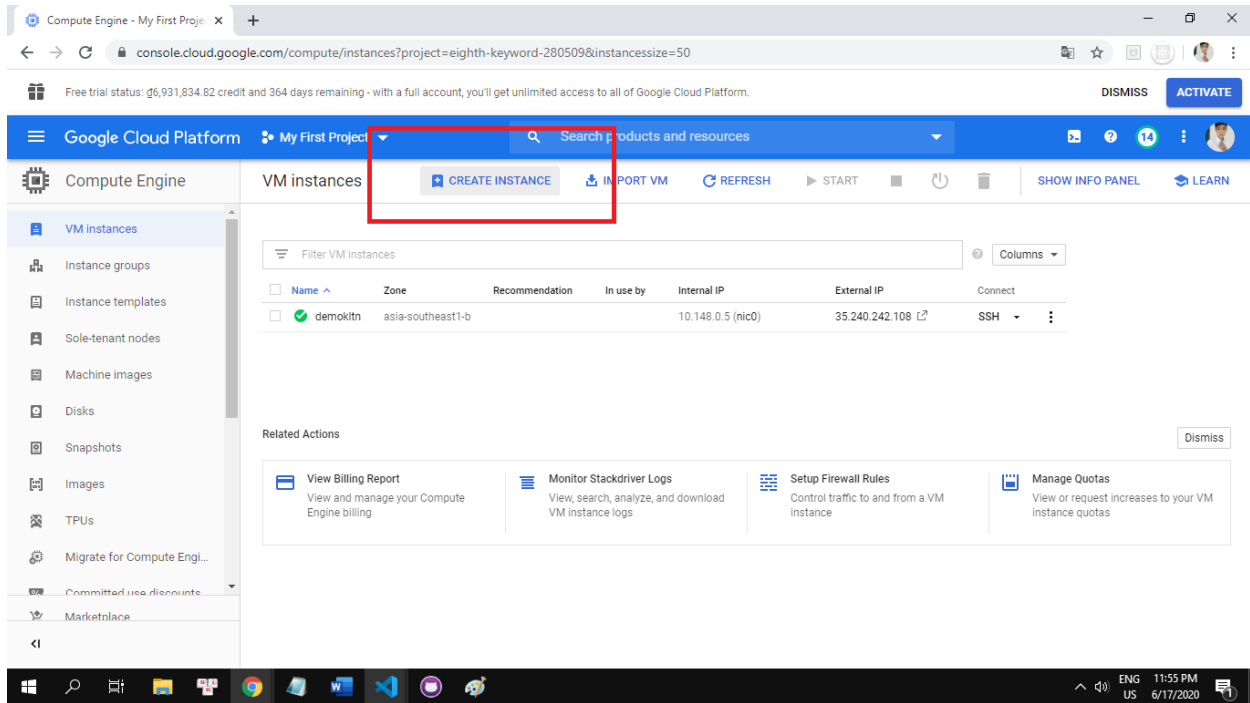 Compute Engine - My First Proje
console.cloud.google.com/compute/instances?project=eighth-keyword-280509&instancessize=50
Free trial status: ₫6,931,834.82 credit and 364 days remaining - with a full account, you'll get unlimited access to all of Google Cloud Platform.
DISMISS
ACTIVATE
Google Cloud Platform
My First Project
Search products and resources
14
Compute Engine
VM instances
CREATE INSTANCE
IMPORT VM
REFRESH
START
SHOW INFO PANEL
LEARN
VM instances
Instance groups
Instance templates
Sole-tenant nodes
Machine images
Disks
Snapshots
Images
TPUs
Migrate for Compute Engi...
Committed use discounts
Marketplace
Filter VM instances
Columns
Name Zone Recommendation In use by Internal IP External IP Connect
demokltn asia-southeast1-b 10.148.0.5 (nic0) 35.240.242.108 SSH
Related Actions
Dismiss
View Billing Report
View and manage your Compute
Engine billing
Monitor Stackdriver Logs
View, search, analyze, and download
VM instance logs
Setup Firewall Rules
Control traffic to and from a VM
instance
Manage Quotas
View or request increases to your VM
instance quotas
ENG
US
11:55 PM
6/17/2020
1